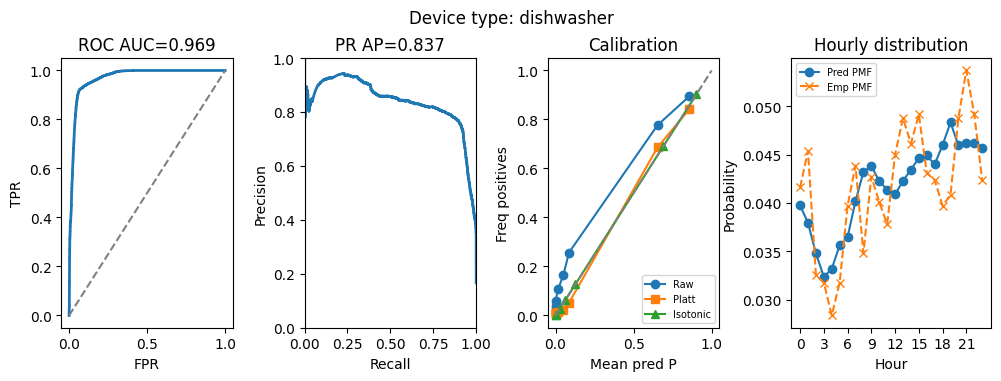 Device type: dishwasher
ROC AUC=0.969
TPR
1.0
0.8
0.6
0.4
0.2
0.0
0.0 0.5 1.0
FPR
PR AP=0.837
Precision
1.0
0.8
0.6
0.4
0.2
0.0
0.00 0.25 0.50 0.75 1.00
Recall
Calibration
Freq positives
1.0
0.8
0.6
0.4
0.2
0.0
Raw
Platt
Isotonic
0.0 0.5 1.0
Mean pred P
Hourly distribution
Pred PMF
Emp PMF
Probability
0.050
0.045
0.040
0.035
0.030
0 3 6 9 12 15 18 21
Hour